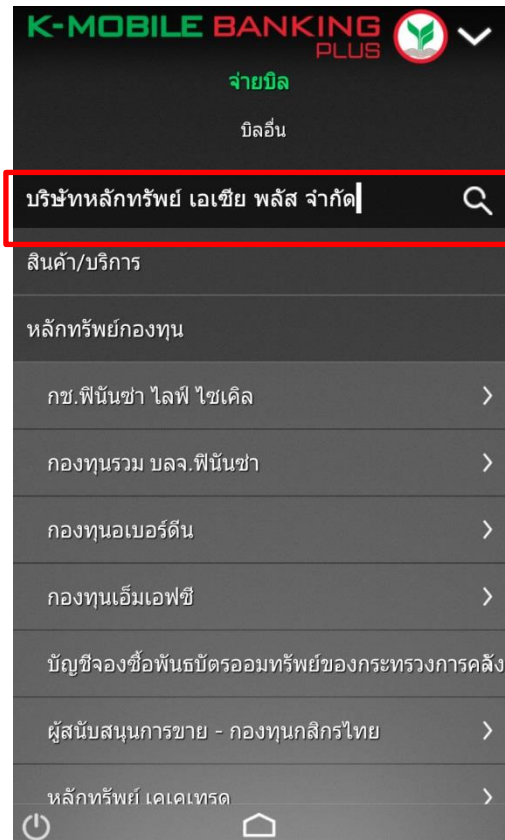 K-MOBILE BANKING
PLUS
จ่ายบิล
บิลอื่น
บริษัทหลักทรัพย์ เอเซีย พลัส จำกัด
สินค้า/บริการ
หลักทรัพย์กองทุน
กช.ฟินันซ่า ไลฟ์ ไซเคิล
กองทุนรวม บลจ.ฟินันซ่า
กองทุนอเบอร์ดีน
กองทุนเอ็มเอฟซี
บัญชีจองซื้อพันธบัตรออมทรัพย์ของกระทรวงการคลัง
ผู้สนับสนุนการขาย - กองทุนกสิกรไทย
หลักทรัพย์ เคเคเทรด